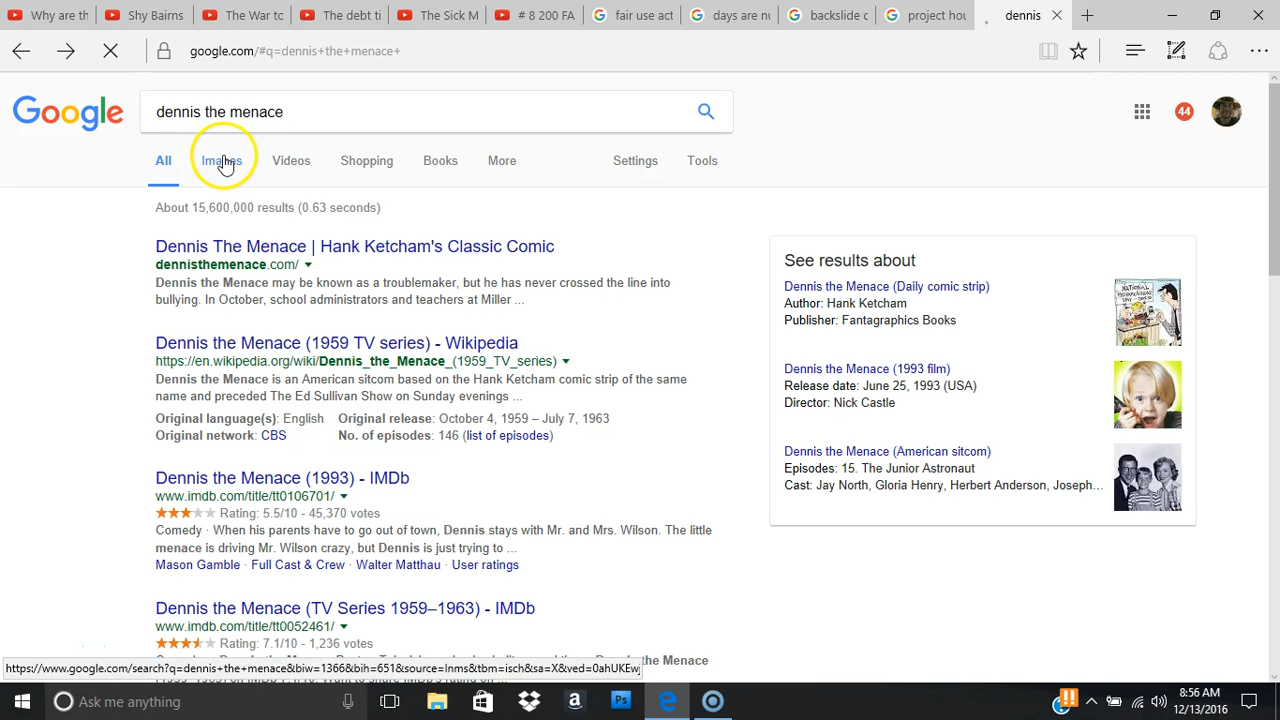 Why are th
Shy Bairns
The War to
The debt ti
The Sick M
# 8 200 FA
fair use act
days are nu
backslide o
project hou
dennis
google.com/#q=dennis+the+menace+
Google
dennis the menace
44
All
Images
Videos
Shopping
Books
More
Settings
Tools
About 15,600,000 results (0.63 seconds)
Dennis The Menace | Hank Ketcham's Classic Comic
dennisthemenace.com/
Dennis the Menace may be known as a troublemaker, but he has never crossed the line into
bullying. In October, school administrators and teachers at Miller ...
Dennis the Menace (1959 TV series) - Wikipedia
https://en.wikipedia.org/wiki/Dennis_the_Menace_(1959_TV_series)
Dennis the Menace is an American sitcom based on the Hank Ketcham comic strip of the same
name and preceded The Ed Sullivan Show on Sunday evenings ...
Original language(s): English Original release: October 4, 1959 – July 7, 1963
Original network: CBS No. of episodes: 146 (list of episodes)
Dennis the Menace (1993) - IMDb
www.imdb.com/title/tt0106701/
Rating: 5.5/10 - 45,370 votes
Comedy · When his parents have to go out of town, Dennis stays with Mr. and Mrs. Wilson. The little
menace is driving Mr. Wilson crazy, but Dennis is just trying to ...
Mason Gamble · Full Cast & Crew · Walter Matthau · User ratings
Dennis the Menace (TV Series 1959–1963) - IMDb
www.imdb.com/title/tt0052461/
Rating: 7.1/10 - 1,236 votes
See results about
Dennis the Menace (Daily comic strip)
Author: Hank Ketcham
Publisher: Fantagraphics Books
Dennis the Menace (1993 film)
Release date: June 25, 1993 (USA)
Director: Nick Castle
Dennis the Menace (American sitcom)
Episodes: 15. The Junior Astronaut
Cast: Jay North, Gloria Henry, Herbert Anderson, Joseph...
https://www.google.com/search?q=dennis+the+menace&biw=1366&bih=651&source=lnms&tbm=isch&sa=X&ved=0ahUKEwj
Menace
Ask me anything
8:56 AM
12/13/2016